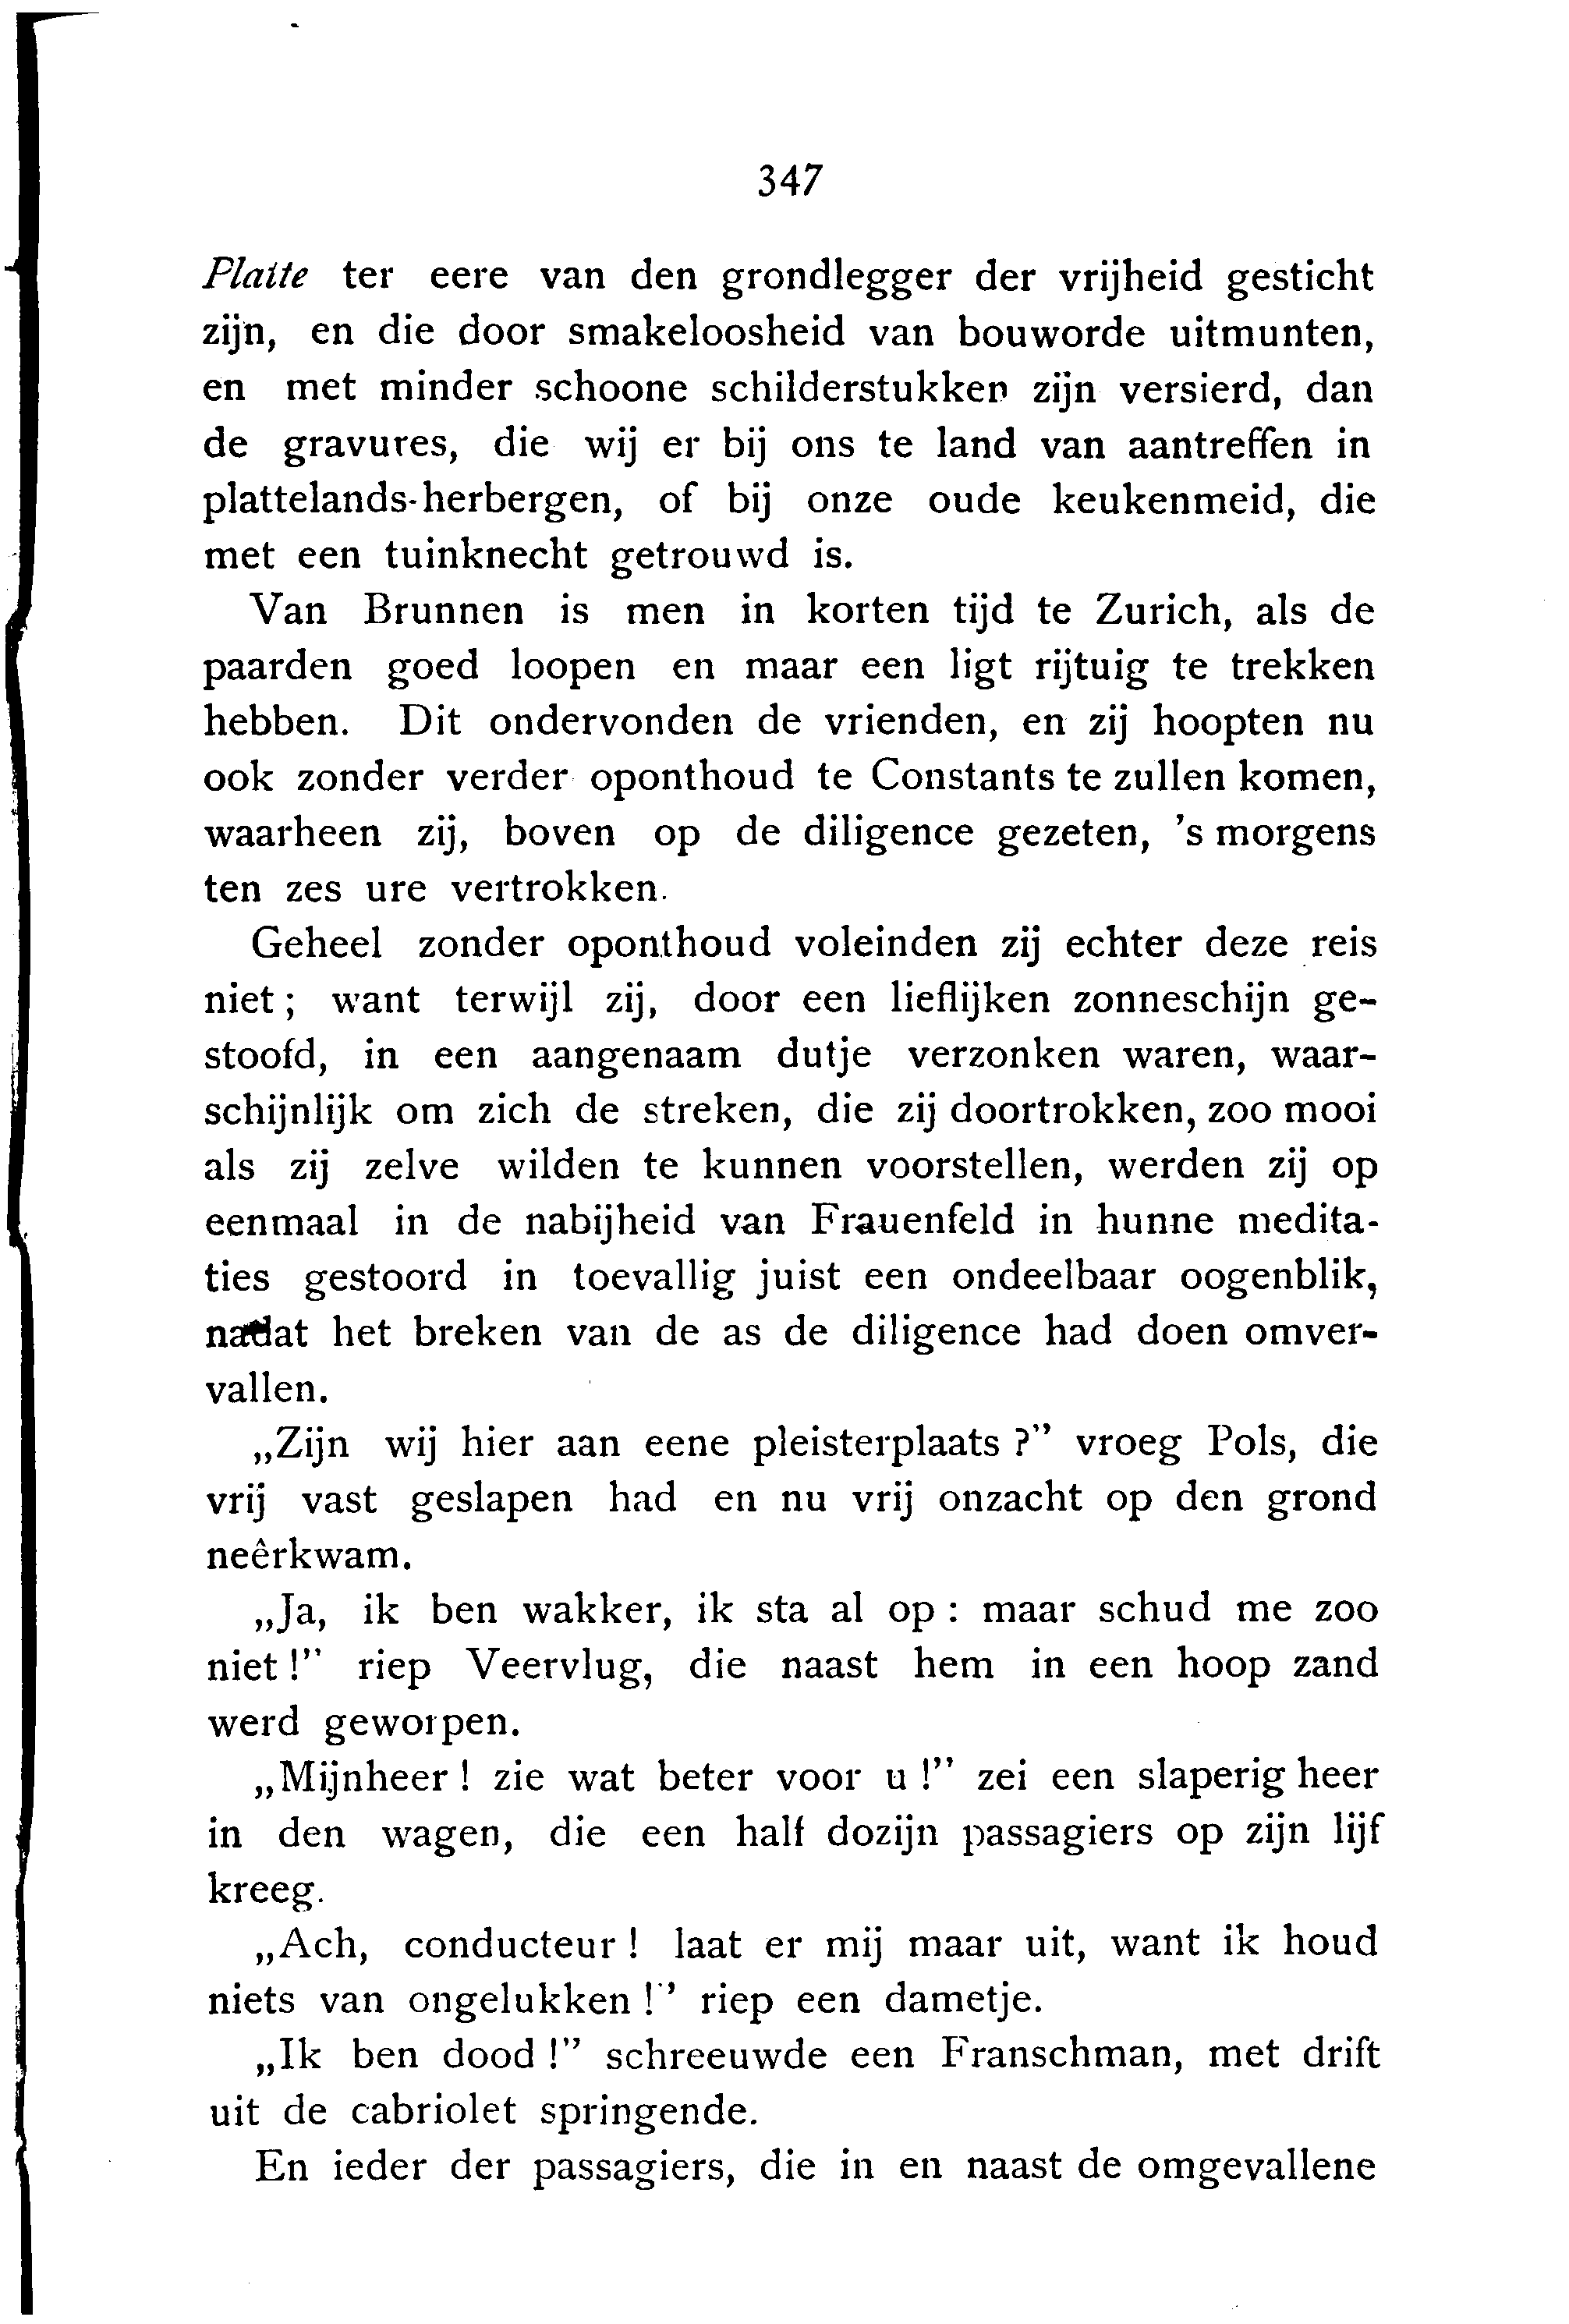 347
Platte ter eere van den grondlegger der vrijheid gesticht
zijn, en die door smakeloosheid van bouworde uitmunten,
en met minder schoone schilderstukken zijn versierd, dan
de gravures, die wij er bij ons te land van aantreffen in
plattelands-herbergen, of bij onze oude keukenmeid, die
met een tuinknecht getrouwd is.
Van Brunnen is men in korten tijd te Zurich, als de
paarden goed loopen en maar een ligt rijtuig te trekken
hebben. Dit ondervonden de vrienden, en zij hoopten nu
ook zonder verder oponthoud te Constants te zullen komen,
waarheen zij, boven op de diligence gezeten, 's morgens
ten zes ure vertrokken.
Geheel zonder oponthoud voleinden zij echter deze reis
niet; want terwijl zij, door een lieflijken zonneschijn ge-
stoofd, in een aangenaam dutje verzonken waren, waar-
schijnlijk om zich de streken, die zij doortrokken, zoo mooi
als zij zelve wilden te kunnen voorstellen, werden zij op
eenmaal in de nabijheid van Frauenfeld in hunne medita-
ties gestoord in toevallig juist een ondeelbaar oogenblik,
nadat het breken van de as de diligence had doen omver-
vallen.
„Zijn wij hier aan eene pleisterplaats ?" vroeg Pols, die
vrij vast geslapen had en nu vrij onzacht op den grond
neêrkwam.
„Ja, ik ben wakker, ik sta al op : maar schud me zoo
niet !" riep Veervlug, die naast hem in een hoop zand
werd geworpen.
„Mijnheer ! zie wat beter voor u !" zei een slaperig heer
in den wagen, die een half dozijn passagiers op zijn lijf
kreeg.
„Ach, conducteur ! laat er mij maar uit, want ik houd
niets van ongelukken !" riep een dametje.
„Ik ben dood !" schreeuwde een Franschman, met drift
uit de cabriolet springende.
En ieder der passagiers, die in en naast de omgevallene